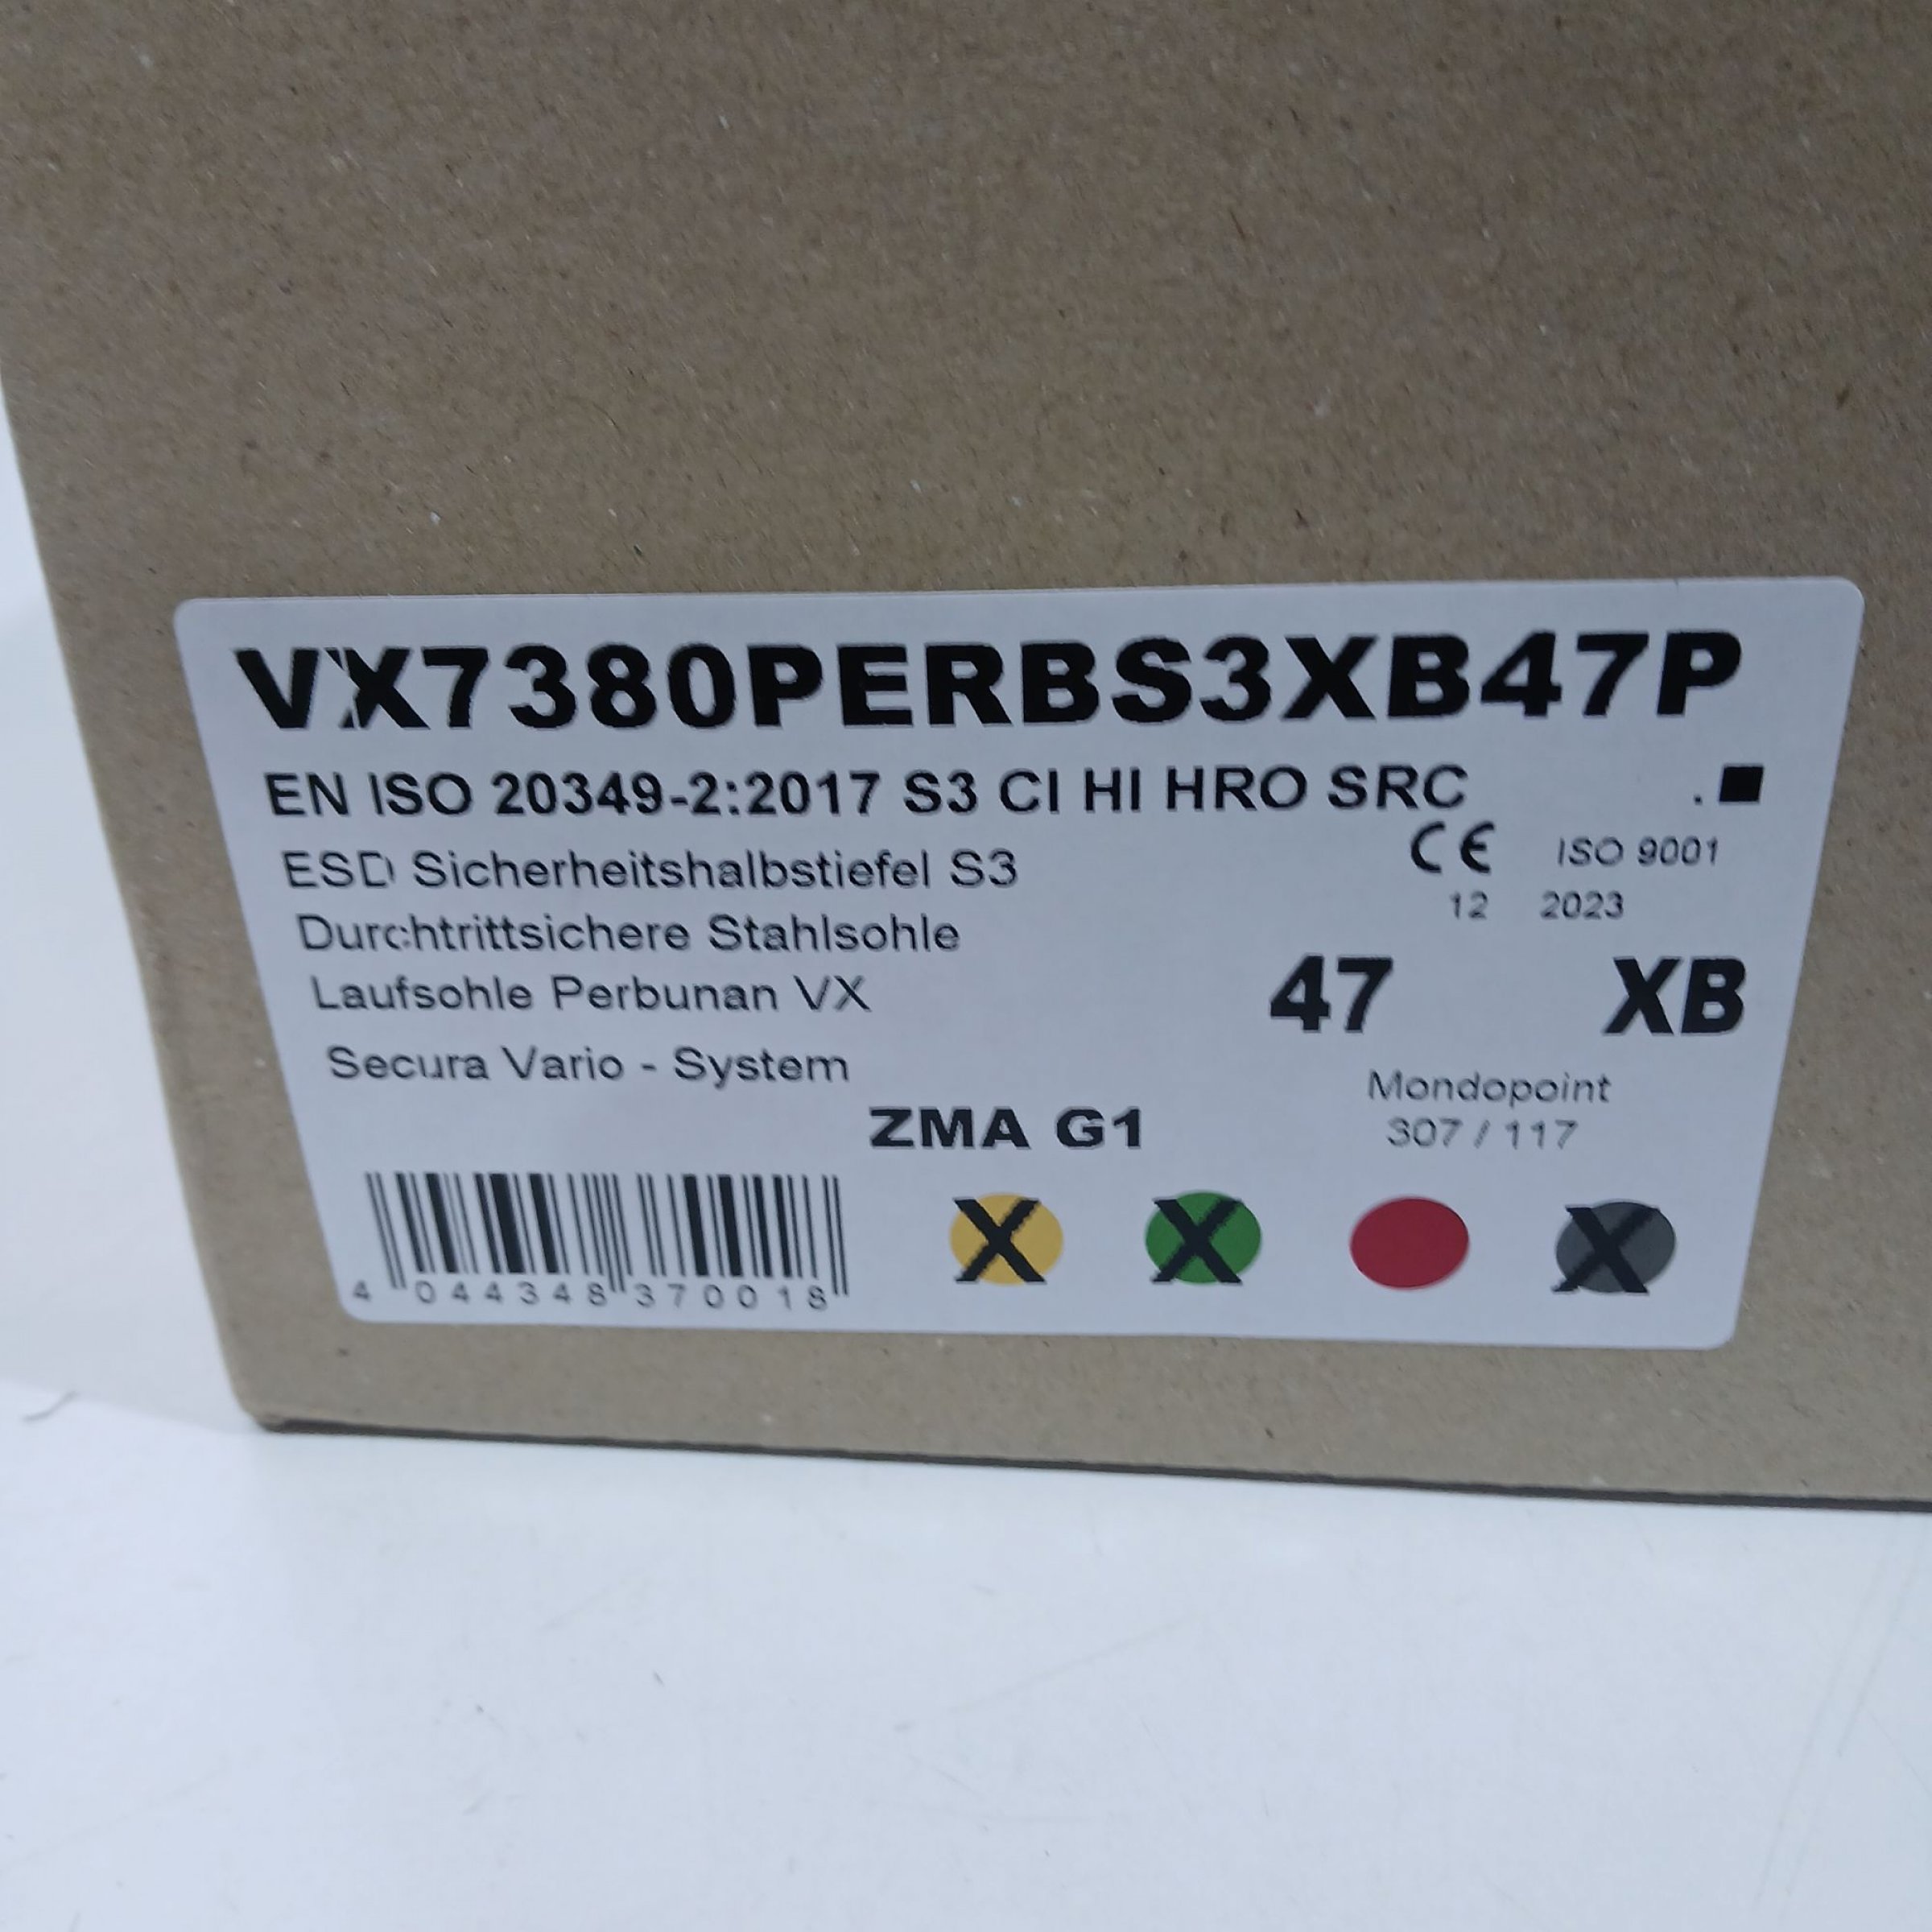 VX7380PERBS3XB47P
EN ISO 20349-2:2017 S3 CI HI HRO SRC .■
ESD Sicherheitshalbstiefel S3
CE ISO 9001
12 2023
Durchtrittsichere Stahlsohle
Laufsohle Perbunan VX
47 XB
Secura Vario - System
Mondopoint
307 / 117
ZMA G1
X X X
4 044348 370018